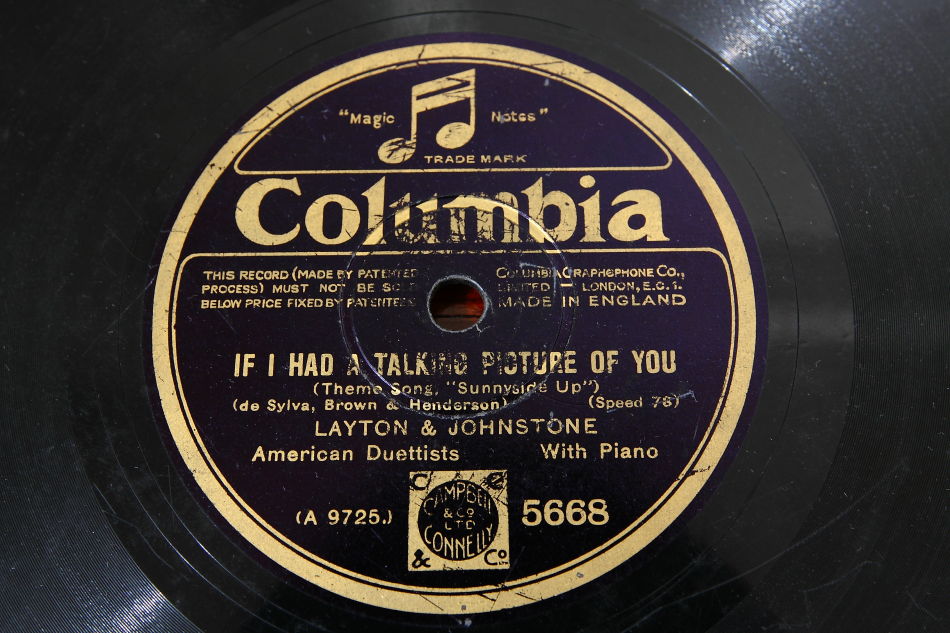 "Magic Notes"
TRADE MARK
Columbia
THIS RECORD (MADE BY PATENTED
PROCESS) MUST NOT BE SOLD
BELOW PRICE FIXED BY PATENTEES
COLUMBIA GRAPHOPHONE CO.,
LIMITED — LONDON, E.C.1.
MADE IN ENGLAND
IF I HAD A TALKING PICTURE OF YOU
(Theme Song, "Sunnyside Up")
(de Sylva, Brown & Henderson) (Speed 78)
LAYTON & JOHNSTONE
American Duettists With Piano
(A 9725.)
C C
CAMPBELL
& CO
LTD
CONNELLY
& Co
5668